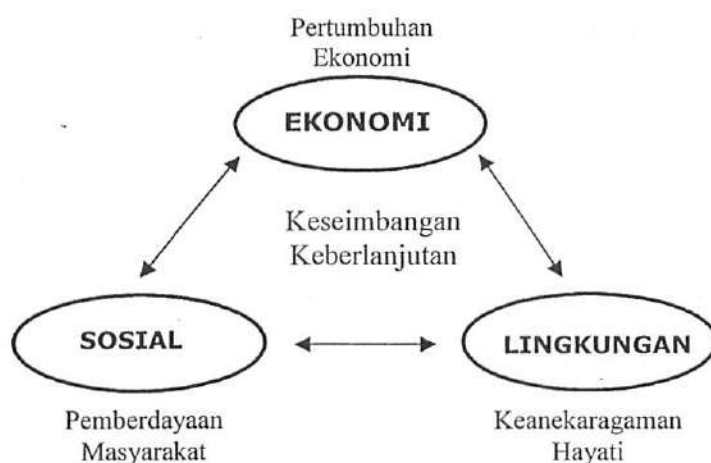 Pertumbuhan
Ekonomi
EKONOMI
Keseimbangan
Keberlanjutan
SOSIAL
LINGKUNGAN
Pemberdayaan
Masyarakat
Keanekaragaman
Hayati